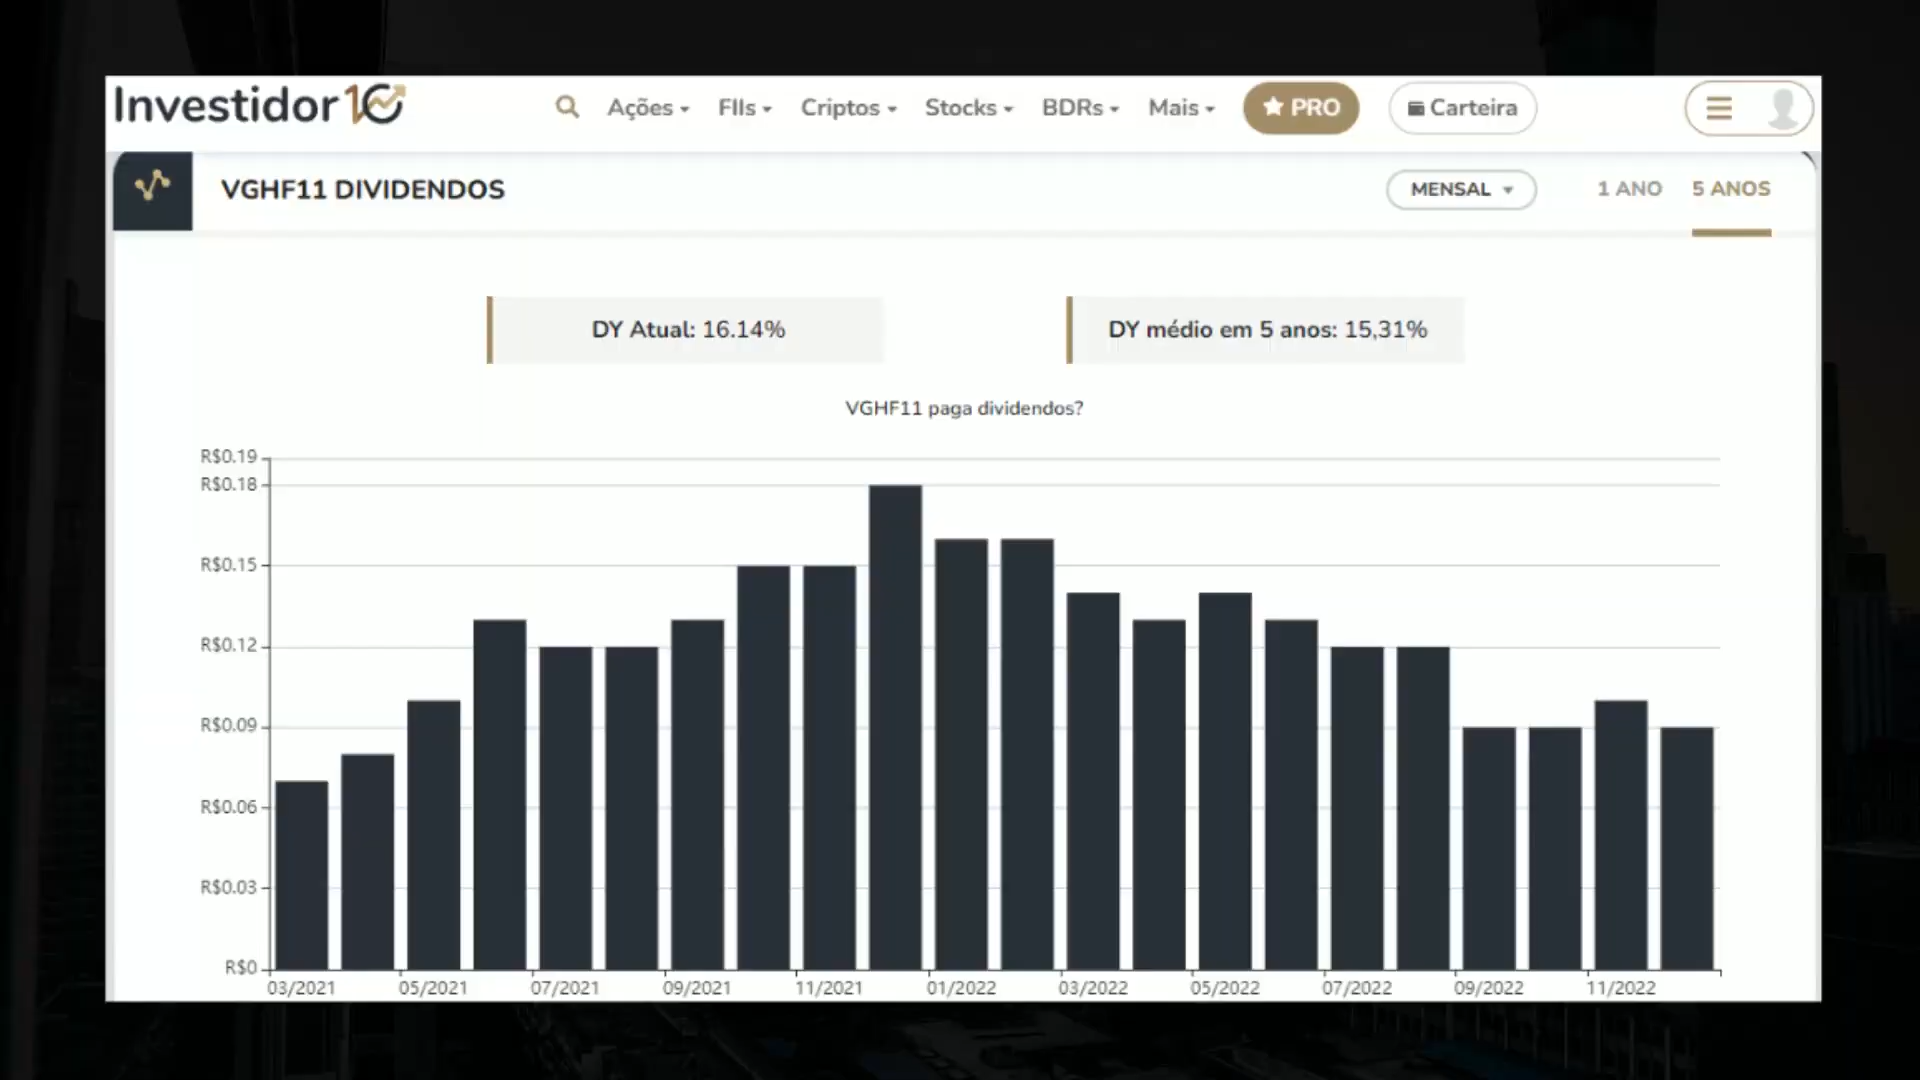 Investidor 10
Ações FIIs Criptos Stocks BDRs Mais PRO Carteira
VGHF11 DIVIDENDOS
MENSAL 1 ANO 5 ANOS
DY Atual: 16.14%
DY médio em 5 anos: 15,31%
VGHF11 paga dividendos?
R$0.19
R$0.18
R$0.15
R$0.12
R$0.09
R$0.06
R$0.03
R$0
03/2021 05/2021 07/2021 09/2021 11/2021 01/2022 03/2022 05/2022 07/2022 09/2022 11/2022